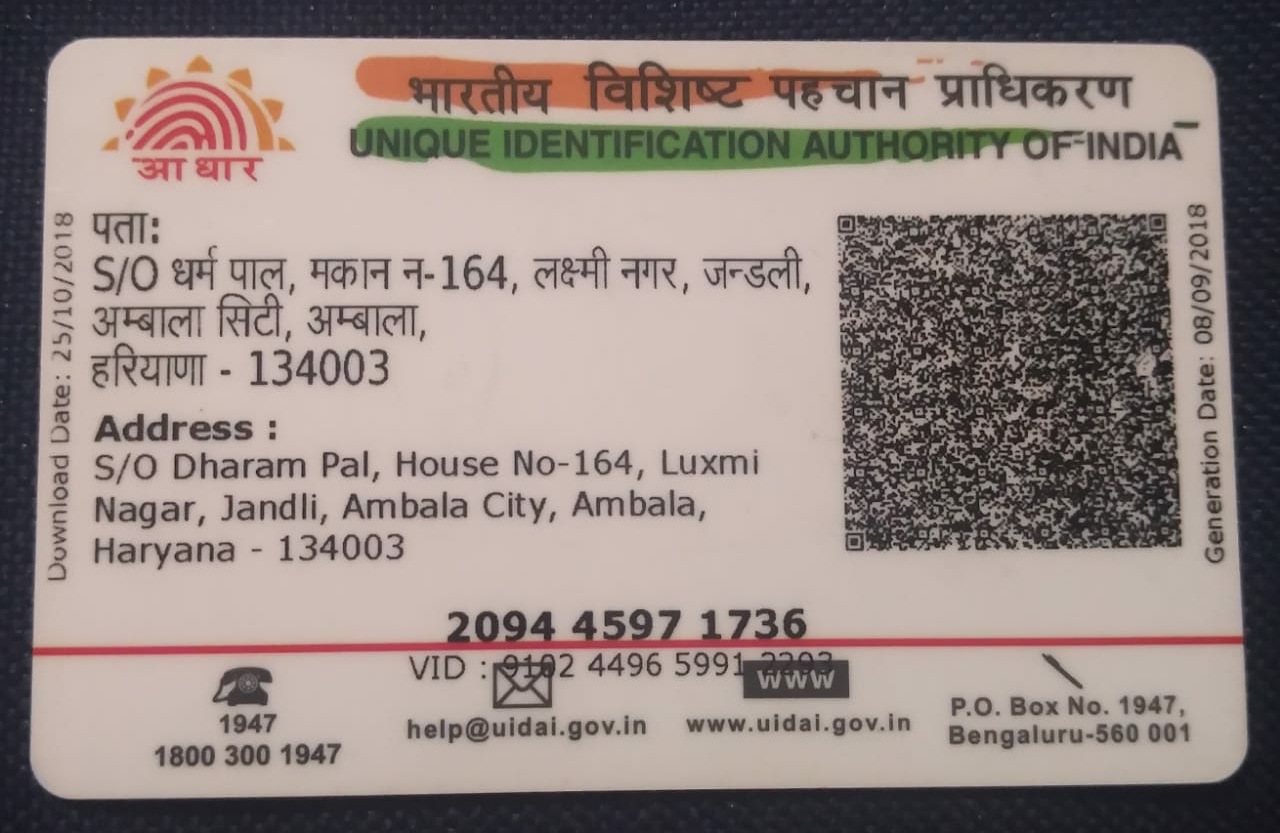 आधार
भारतीय विशिष्ट पहचान प्राधिकरण
UNIQUE IDENTIFICATION AUTHORITY OF INDIA
Download Date: 25/10/2018
पता:
S/O धर्म पाल, मकान न-164, लक्ष्मी नगर, जन्डली,
अम्बाला सिटी, अम्बाला,
हरियाणा - 134003
Address :
S/O Dharam Pal, House No-164, Luxmi
Nagar, Jandli, Ambala City, Ambala,
Haryana - 134003
Generation Date: 08/09/2018
2094 4597 1736
VID : 4496 5991
1947
1800 300 1947
help@uidai.gov.in
WWW
www.uidai.gov.in
P.O. Box No. 1947,
Bengaluru-560 001